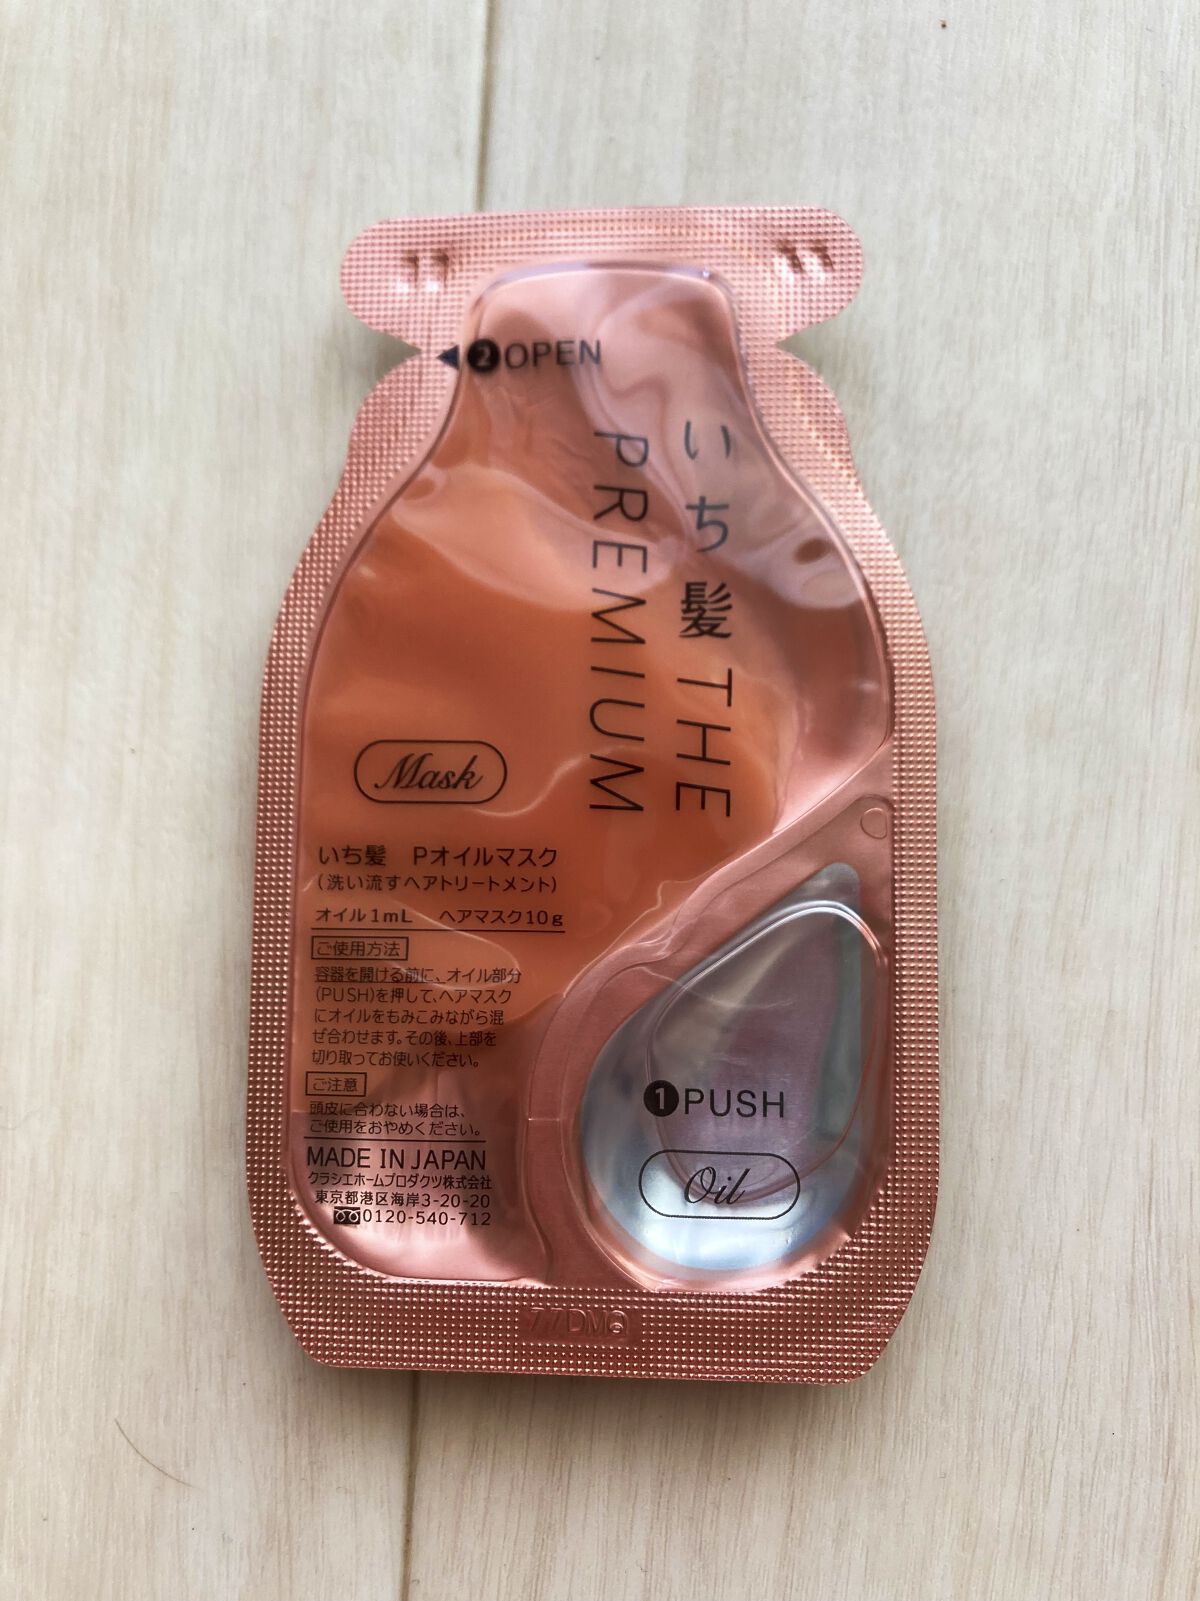 ❷OPEN
いち髪 THE
PREMIUM
Mask
いち髪 Pオイルマスク
(洗い流すヘアトリートメント)
オイル1mL ヘアマスク10g
ご使用方法
容器を開ける前に、オイル部分
(PUSH)を押して、ヘアマスク
にオイルをもみこみながら混
ぜ合わせます。その後、上部を
切り取ってお使いください。
ご注意
頭皮に合わない場合は、
ご使用をおやめください。
MADE IN JAPAN
クラシエホームプロダクツ株式会社
東京都港区海岸3-20-20
0120-540-712
❶PUSH
Oil
77DMQ